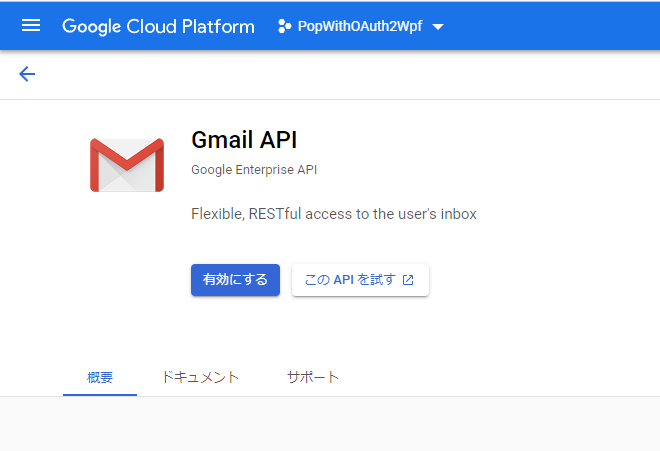 Google Cloud Platform PopWithOAuth2Wpf
Gmail API
Google Enterprise API
Flexible, RESTful access to the user's inbox
有効にする この API を試す
概要 ドキュメント サポート